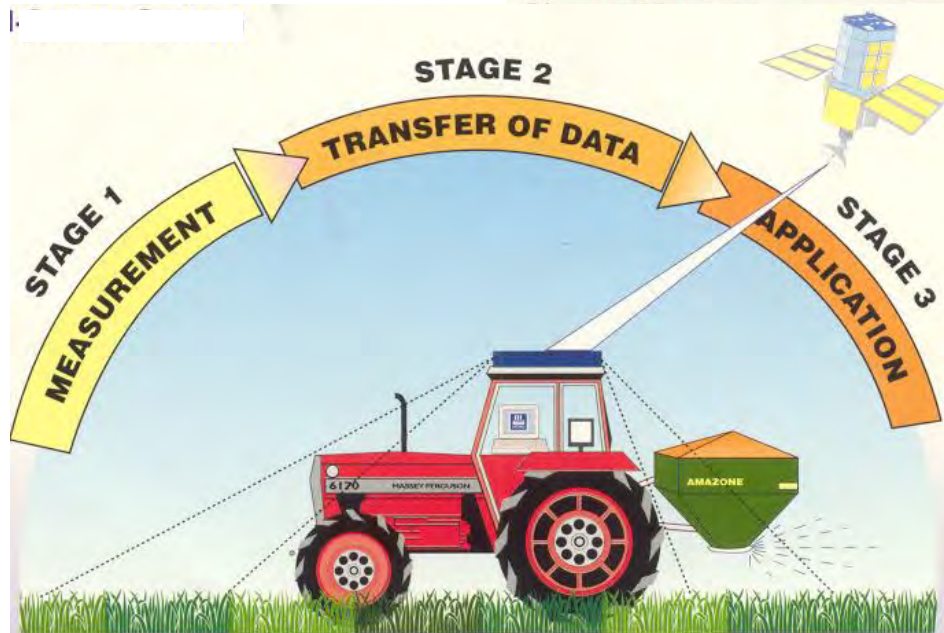 STAGE 1
MEASUREMENT
STAGE 2
TRANSFER OF DATA
STAGE 3
APPLICATION
6170
MASSEY FERGUSON
AMAZONE